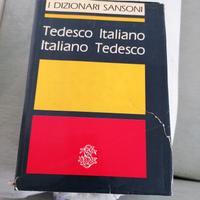 I DIZIONARI SANSONI
Tedesco Italiano
Italiano Tedesco